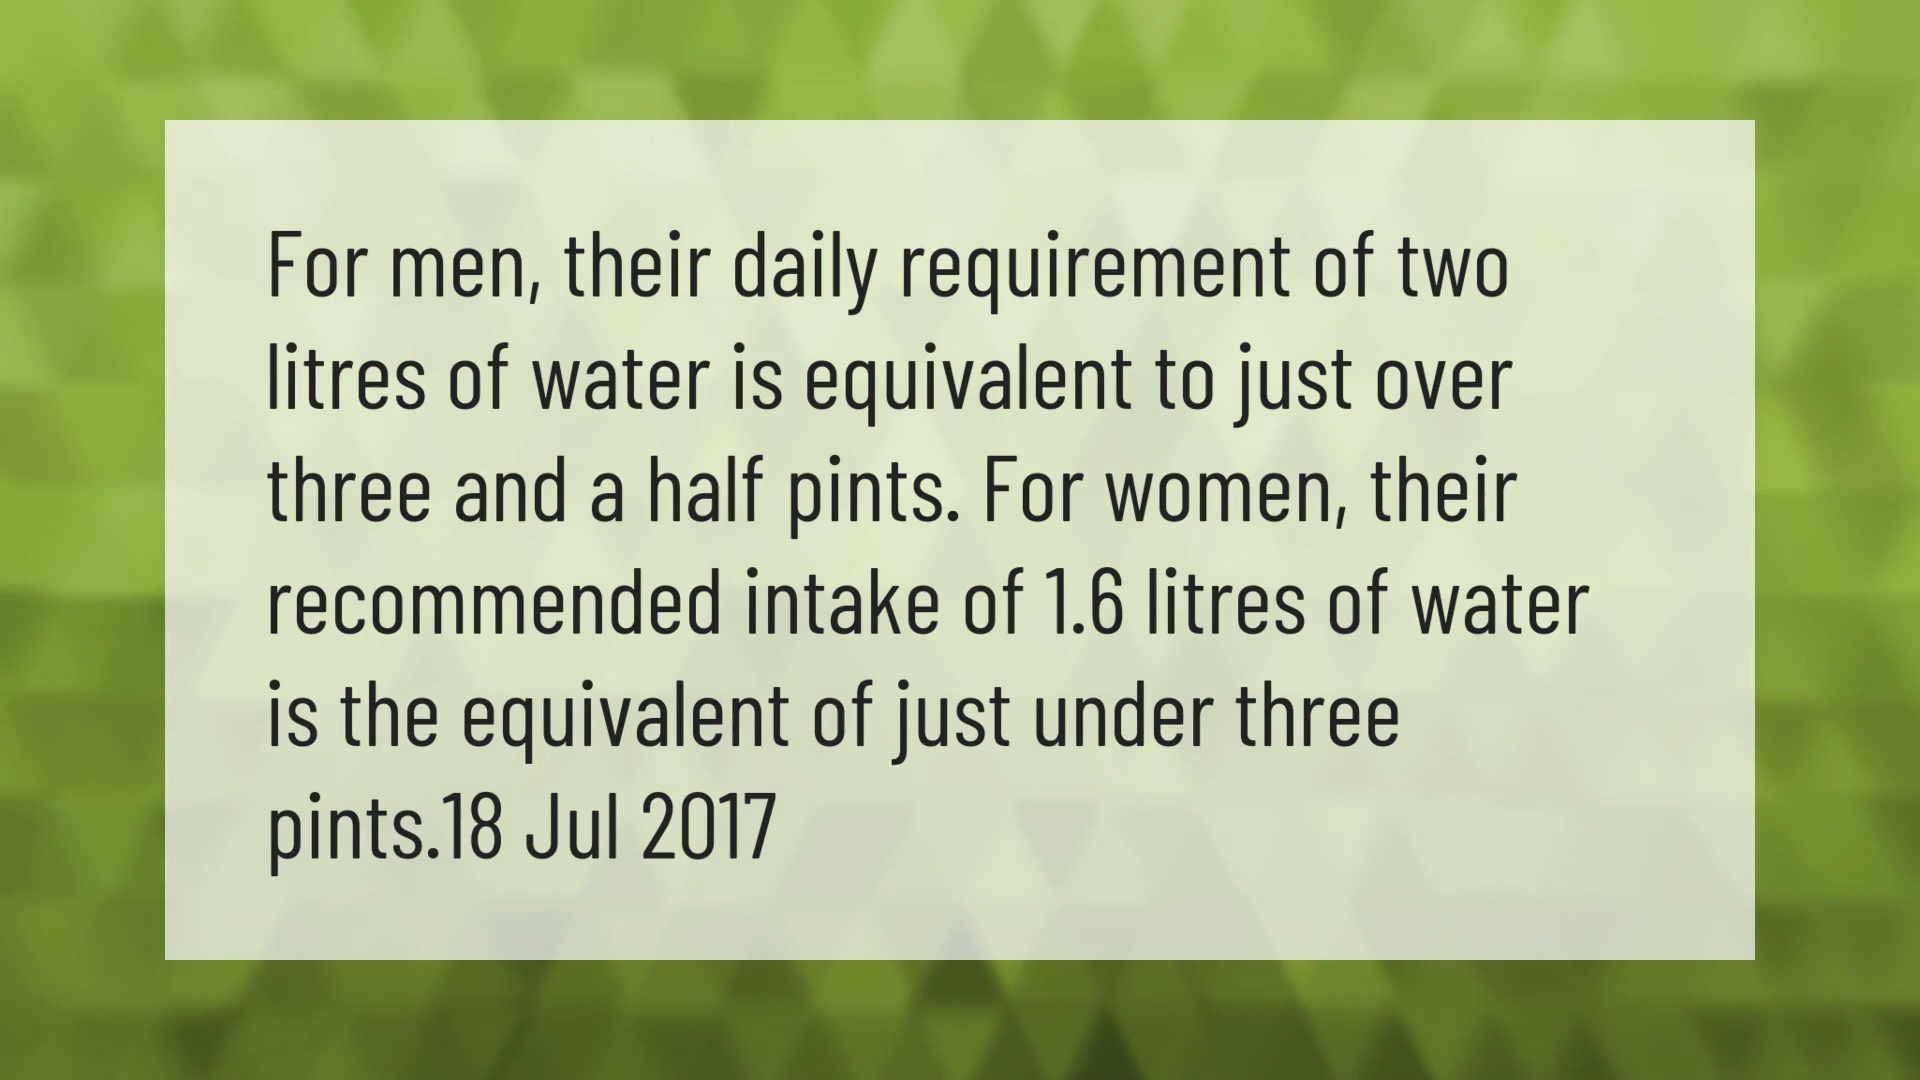 For men, their daily requirement of two
litres of water is equivalent to just over
three and a half pints. For women, their
recommended intake of 1.6 litres of water
is the equivalent of just under three
pints.18 Jul 2017